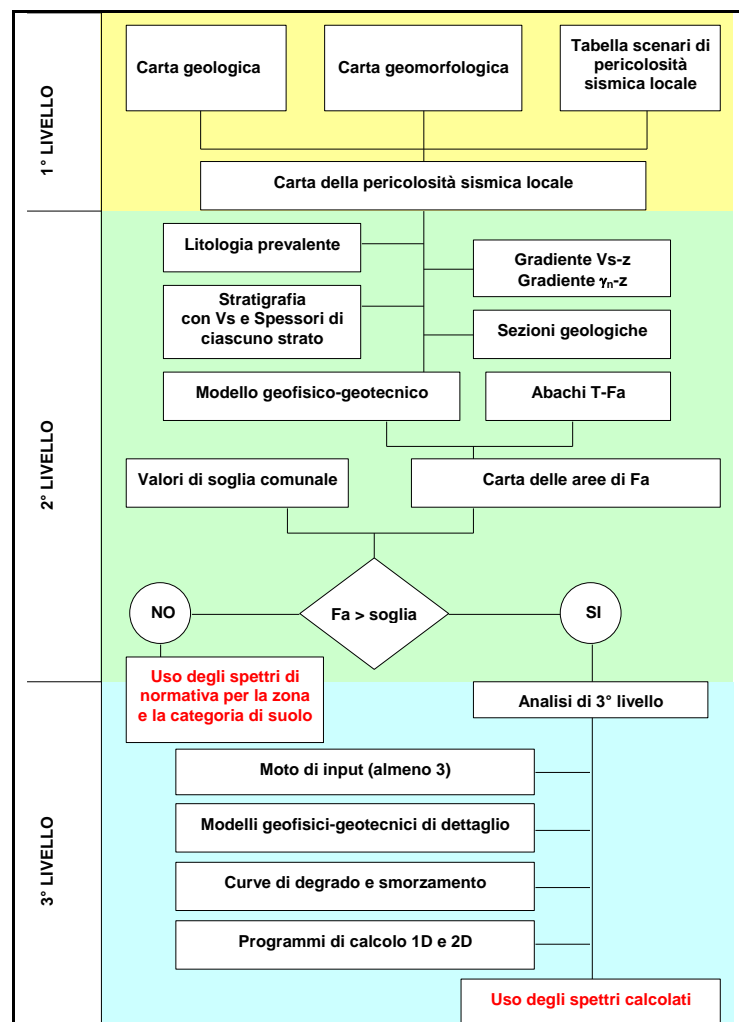 1° LIVELLO
Carta geologica
Carta geomorfologica
Tabella scenari di
pericolosità
sismica locale
Carta della pericolosità sismica locale
2° LIVELLO
Litologia prevalente
Gradiente Vs-z
Gradiente γn-z
Stratigrafia
con Vs e Spessori di
ciascuno strato
Sezioni geologiche
Modello geofisico-geotecnico
Abachi T-Fa
Valori di soglia comunale
Carta delle aree di Fa
NO
Fa > soglia
SI
Uso degli spettri di
normativa per la zona
e la categoria di suolo
3° LIVELLO
Analisi di 3° livello
Moto di input (almeno 3)
Modelli geofisici-geotecnici di dettaglio
Curve di degrado e smorzamento
Programmi di calcolo 1D e 2D
Uso degli spettri calcolati